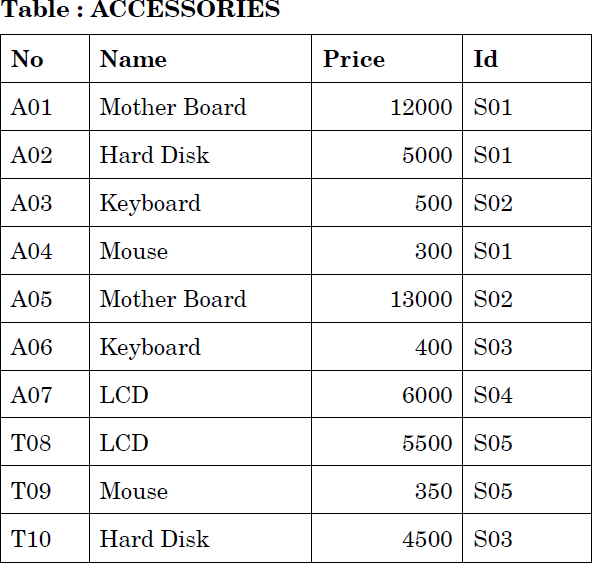 Table : ACCESSORIES
No Name Price Id
A01 Mother Board 12000 S01
A02 Hard Disk 5000 S01
A03 Keyboard 500 S02
A04 Mouse 300 S01
A05 Mother Board 13000 S02
A06 Keyboard 400 S03
A07 LCD 6000 S04
T08 LCD 5500 S05
T09 Mouse 350 S05
T10 Hard Disk 4500 S03